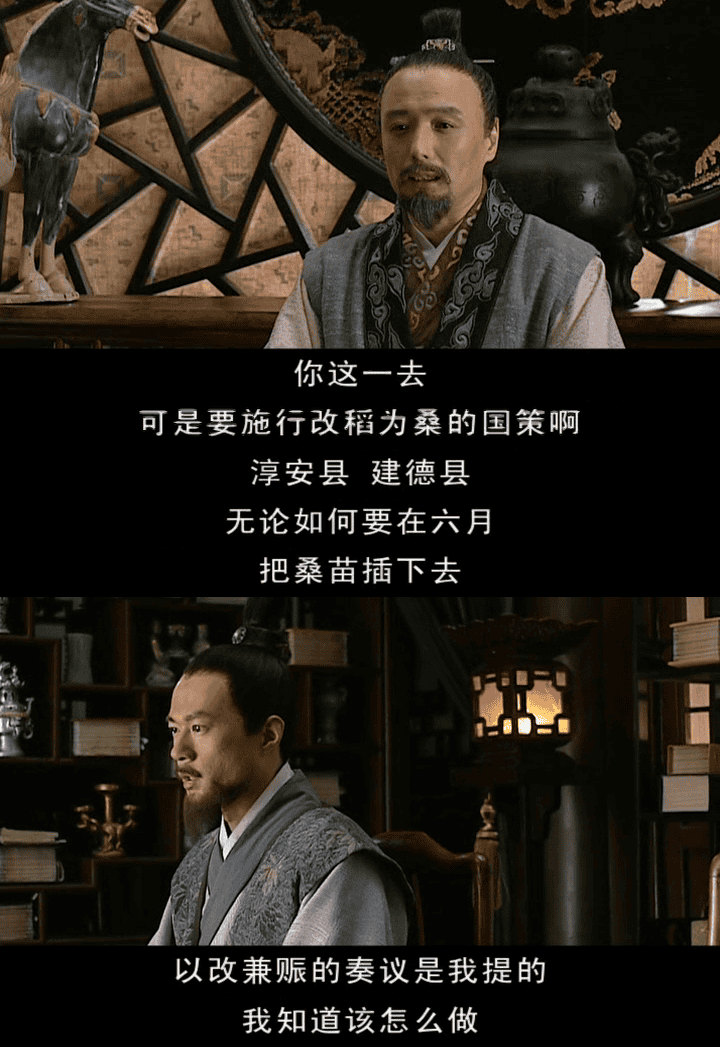 你这一去
可是要施行改稻为桑的国策啊
淳安县 建德县
无论如何要在六月
把桑苗插下去
以改兼赈的奏议是我提的
我知道该怎么做